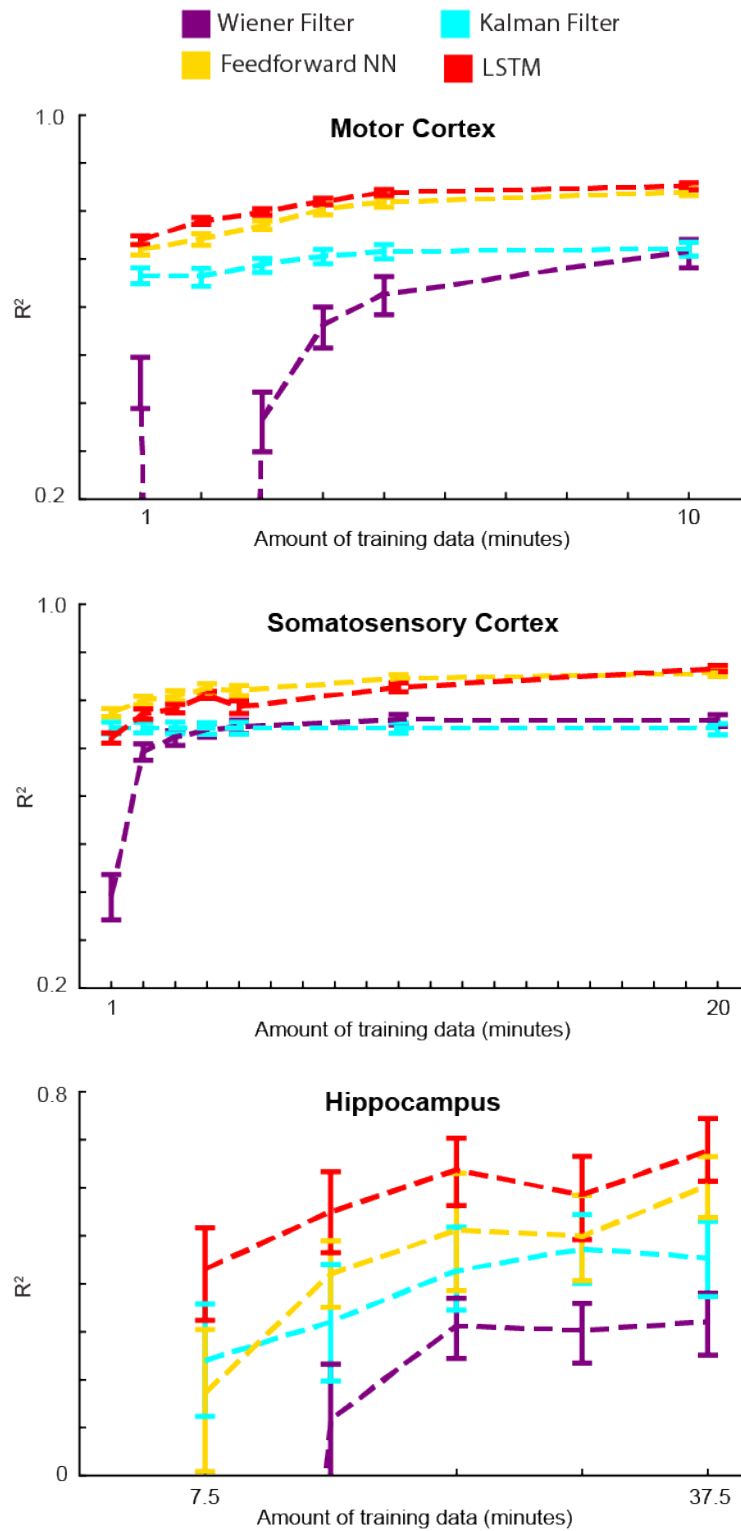 Wiener Filter Kalman Filter
Feedforward NN LSTM
1.0
Motor Cortex
R²
0.2
1 10
Amount of training data (minutes)
1.0
Somatosensory Cortex
R²
0.2
1 20
Amount of training data (minutes)
0.8
Hippocampus
R²
0
7.5 37.5
Amount of training data (minutes)